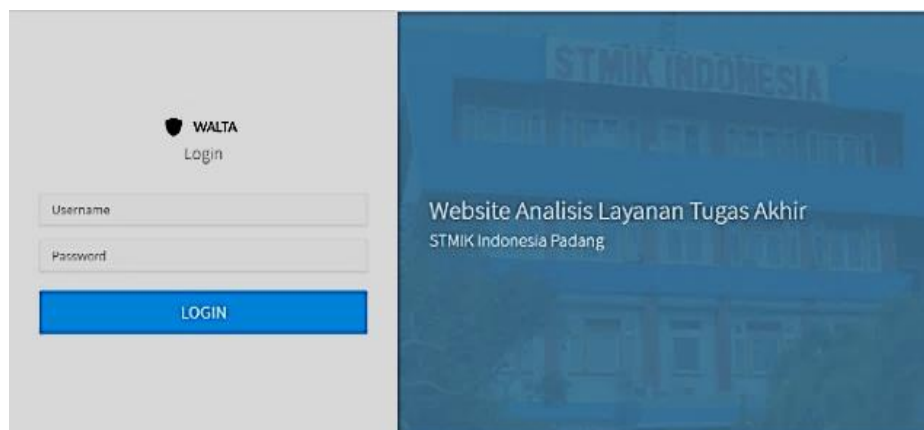 WALTA
Login
Username
Password
LOGIN
STMIK INDONESIA
Website Analisis Layanan Tugas Akhir
STMIK Indonesia Padang